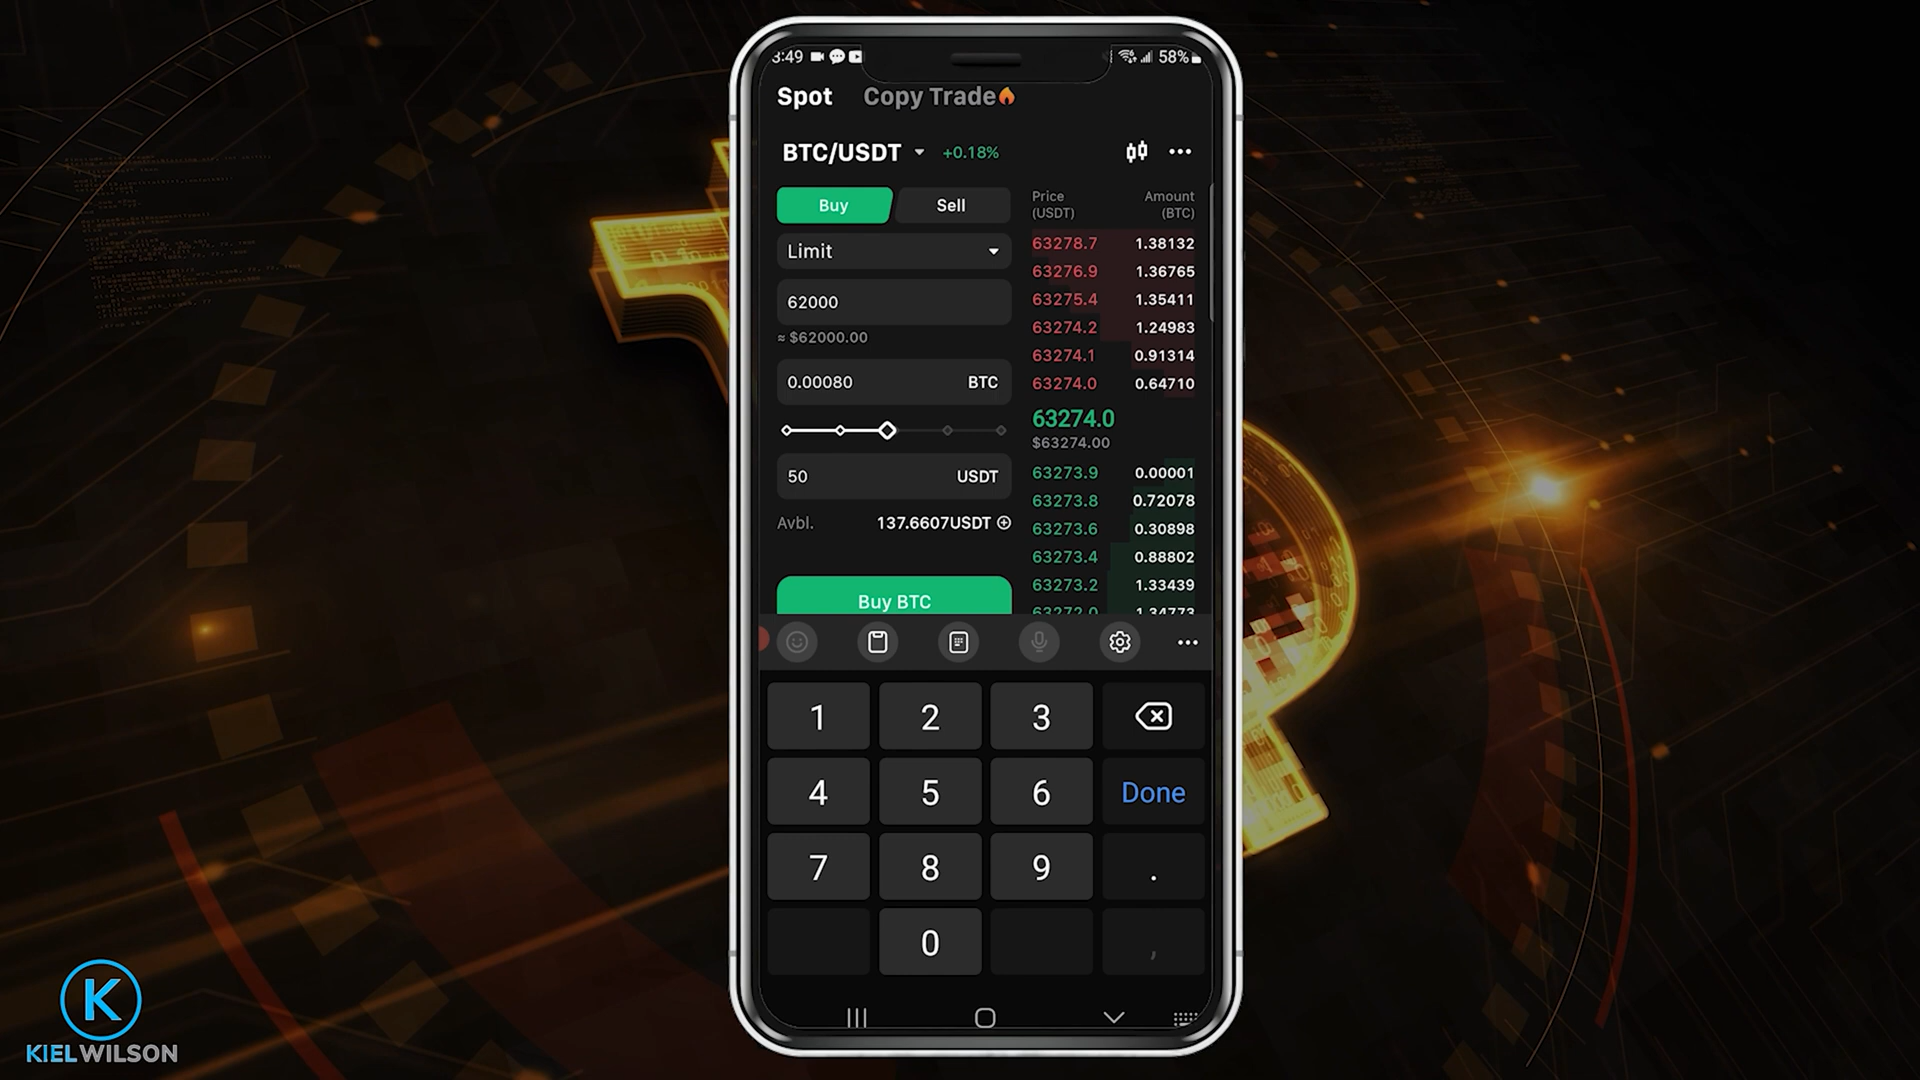 3:49
58%
Spot Copy Trade
BTC/USDT +0.18%
Buy Sell
Limit
62000
≈ $62000.00
0.00080 BTC
50 USDT
Avbl. 137.6607USDT
Buy BTC
Price Amount
(USDT) (BTC)
63278.7 1.38132
63276.9 1.36765
63275.4 1.35411
63274.2 1.24983
63274.1 0.91314
63274.0 0.64710
63274.0
$63274.00
63273.9 0.00001
63273.8 0.72078
63273.6 0.30898
63273.4 0.88802
63273.2 1.33439
63272.0 1.34773
1 2 3
4 5 6 Done
7 8 9 .
0 ,
K
KIELWILSON